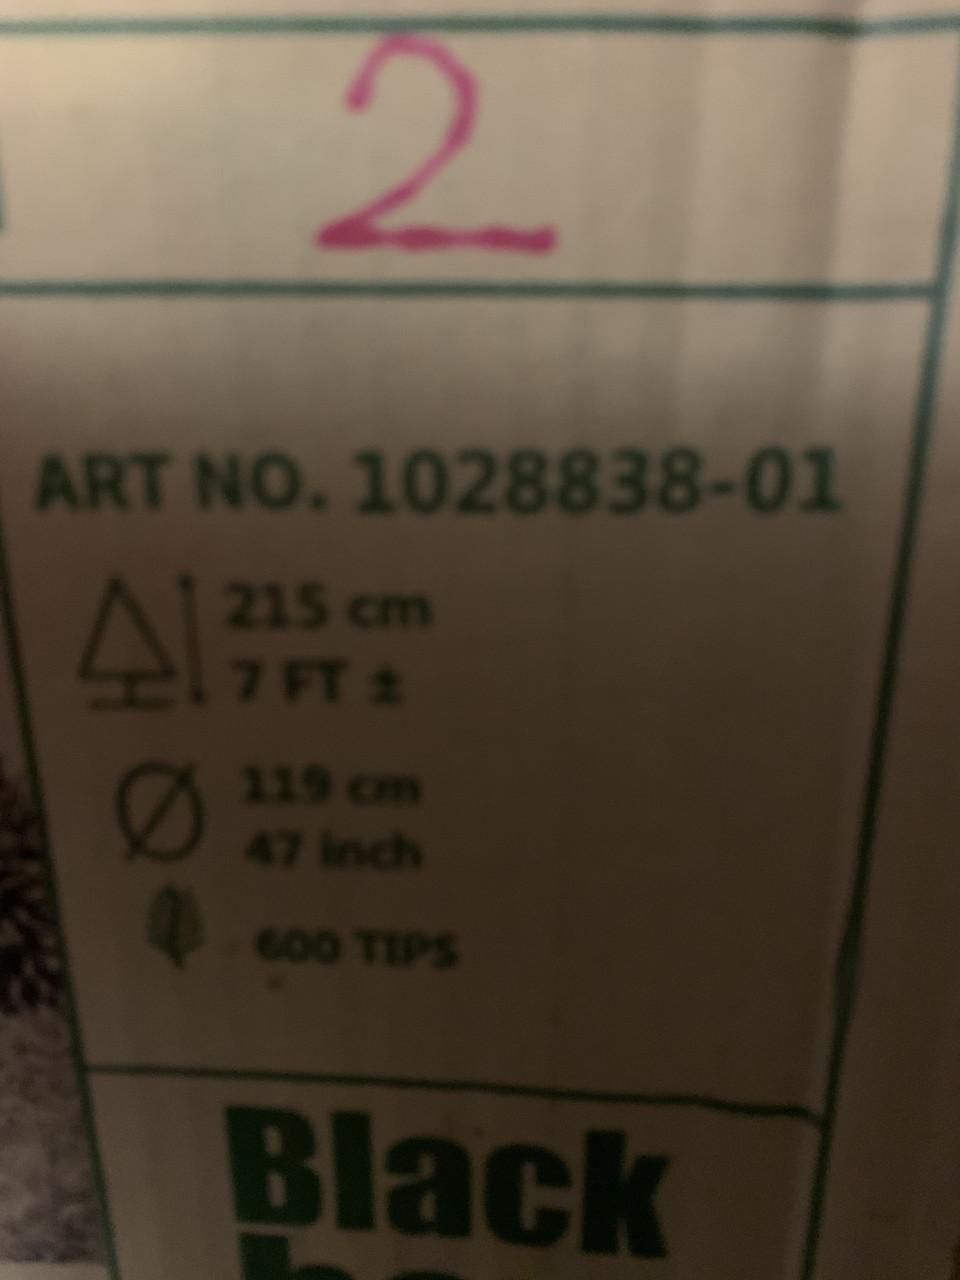 2
ART NO. 1028838-01
215 cm
7 FT ±
119 cm
47 inch
600 TIPS
Black